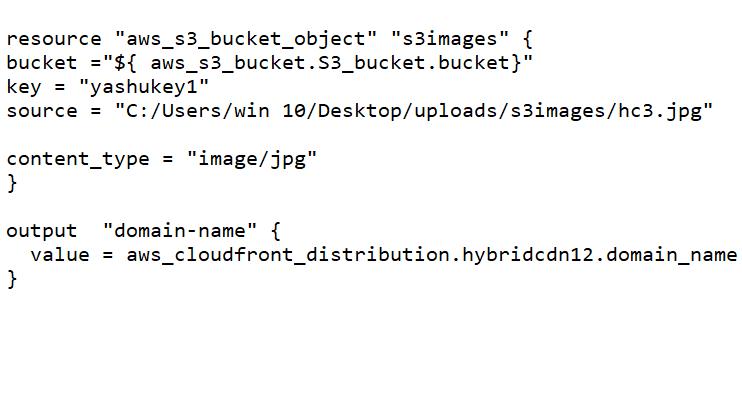 resource "aws_s3_bucket_object" "s3images" {
bucket ="${ aws_s3_bucket.S3_bucket.bucket}"
key = "yashukey1"
source = "C:/Users/win 10/Desktop/uploads/s3images/hc3.jpg"
content_type = "image/jpg"
}
output  "domain-name" {
  value = aws_cloudfront_distribution.hybridcdn12.domain_name
}